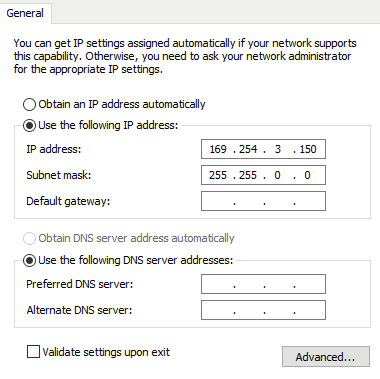 General
You can get IP settings assigned automatically if your network supports
this capability. Otherwise, you need to ask your network administrator
for the appropriate IP settings.
Obtain an IP address automatically
Use the following IP address:
IP address: 169 . 254 . 3 . 150
Subnet mask: 255 . 255 . 0 . 0
Default gateway: . . .
Obtain DNS server address automatically
Use the following DNS server addresses:
Preferred DNS server: . . .
Alternate DNS server: . . .
Validate settings upon exit
Advanced...